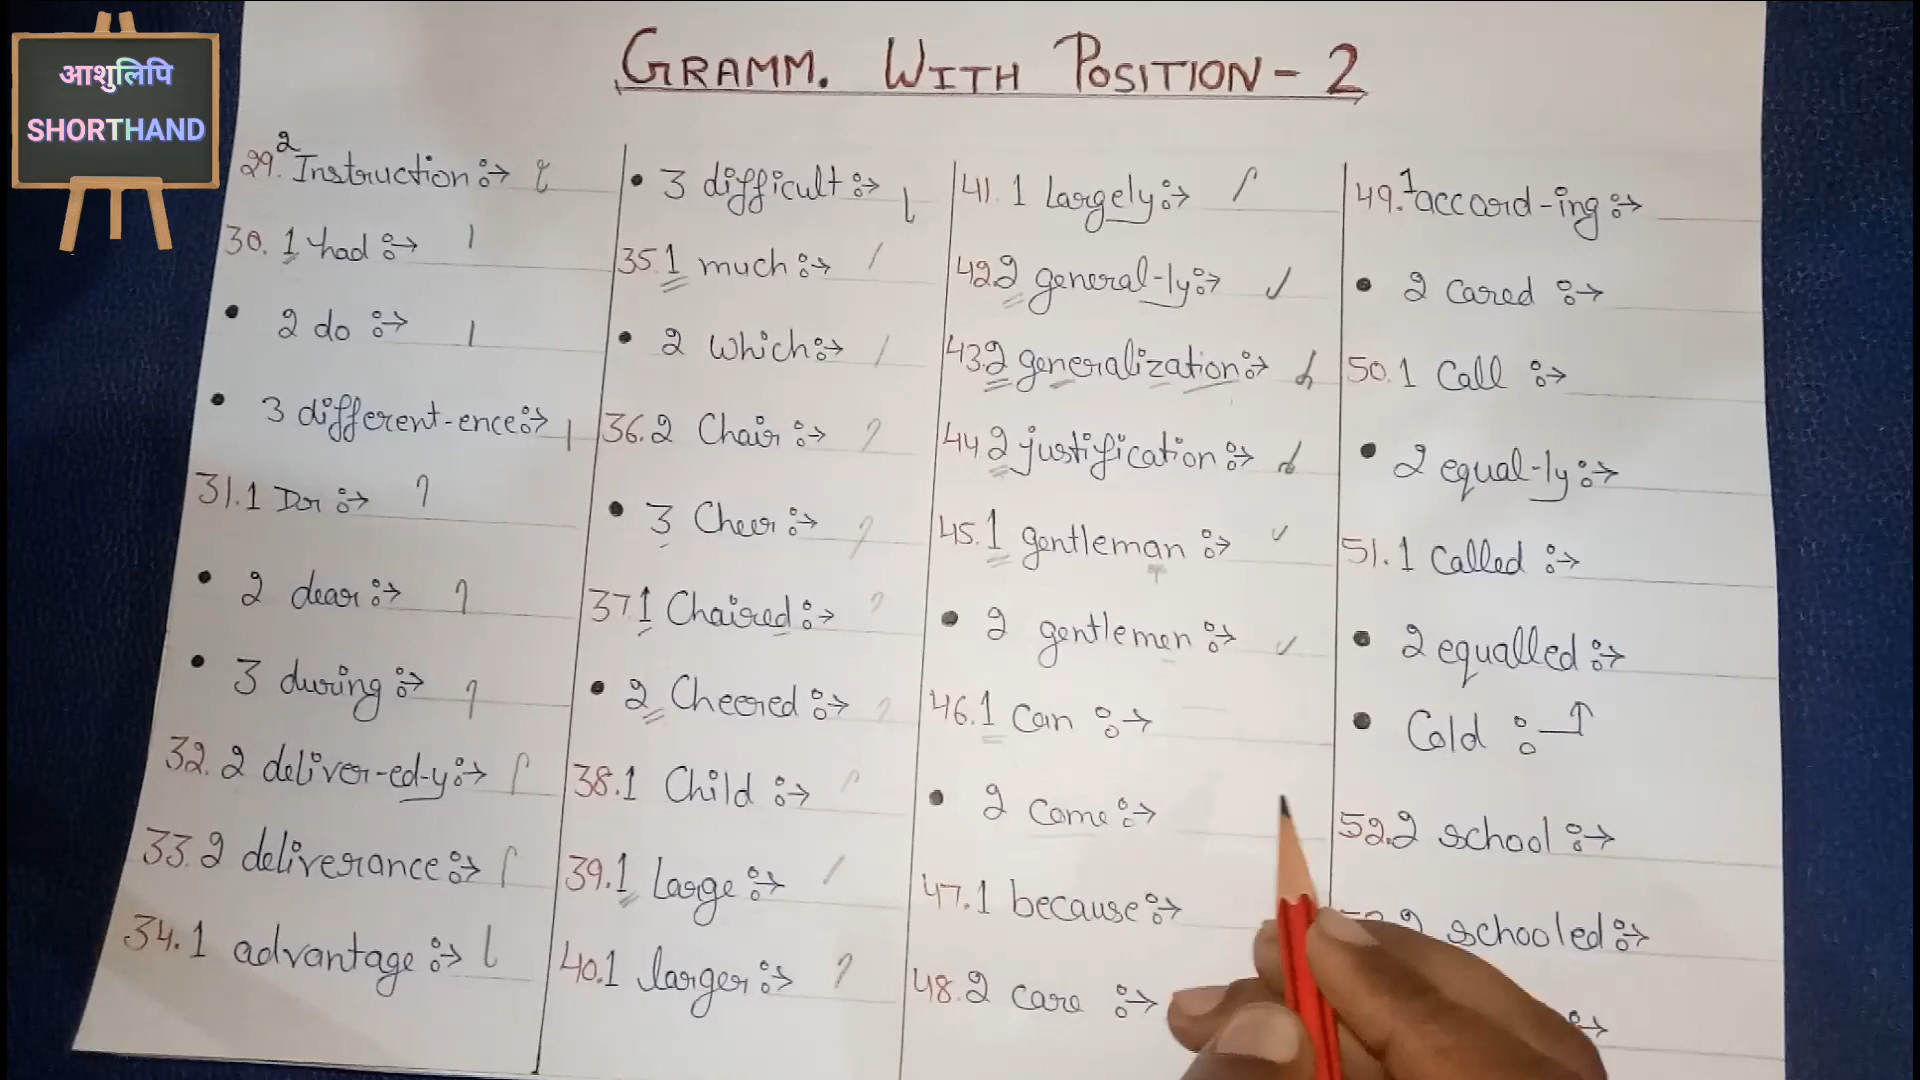 आशुलिपि
SHORTHAND
GRAMM. WITH POSITION - 2
29. 2 Instruction
30. 1 had
• 2 do
• 3 different-ence
31. 1 Dr
• 2 dear
• 3 during
32. 2 deliver-ed-y
33. 2 deliverance
34. 1 advantage
• 3 difficult
35. 1 much
• 2 which
36. 2 Chair
• 3 Cheer
37. 1 Chaired
• 2 Cheered
38. 1 Child
39. 1 Large
40. 1 larger
41. 1 Largely
42. 2 general-ly
43. 2 generalization
44. 2 justification
45. 1 gentleman
• 2 gentlemen
46. 1 Can
• 2 Come
47. 1 because
48. 2 care
49. 1 accord-ing
• 2 Cared
50. 1 Call
• 2 equal-ly
51. 1 Called
• 2 equalled
• Cold
52. 2 school
2 schooled